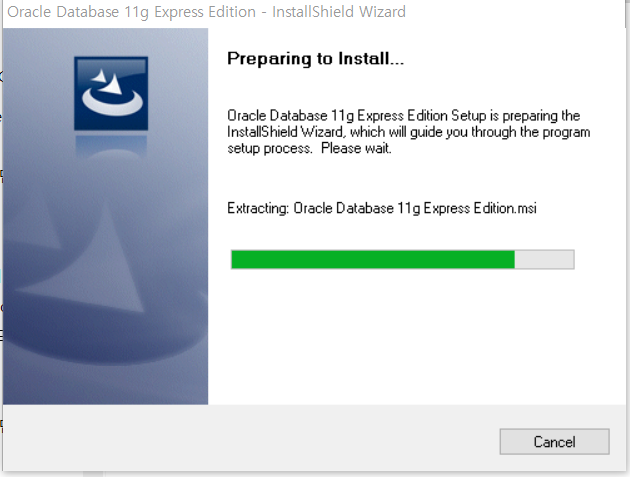 Oracle Database 11g Express Edition - InstallShield Wizard
Preparing to Install...
Oracle Database 11g Express Edition Setup is preparing the
InstallShield Wizard, which will guide you through the program
setup process. Please wait.
Extracting: Oracle Database 11g Express Edition.msi
Cancel